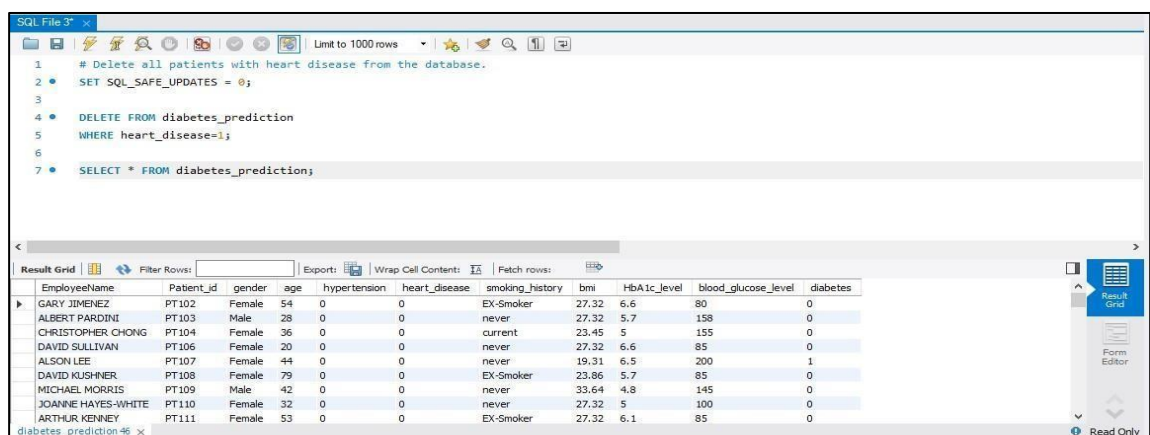 SQL File 3* ×
Limit to 1000 rows
1 # Delete all patients with heart disease from the database.
2 SET SQL_SAFE_UPDATES = 0;
3
4 DELETE FROM diabetes_prediction
5 WHERE heart_disease=1;
6
7 SELECT * FROM diabetes_prediction;
Result Grid Filter Rows: Export: Wrap Cell Content: IA Fetch rows:
EmployeeName Patient_id gender age hypertension heart_disease smoking_history bmi HbA1c_level blood_glucose_level diabetes
GARY JIMENEZ PT102 Female 54 0 0 EX-Smoker 27.32 6.6 80 0
ALBERT PARDINI PT103 Male 28 0 0 never 27.32 5.7 158 0
CHRISTOPHER CHONG PT104 Female 36 0 0 current 23.45 5 155 0
DAVID SULLIVAN PT106 Female 20 0 0 never 27.32 6.6 85 0
ALSON LEE PT107 Female 44 0 0 never 19.31 6.5 200 1
DAVID KUSHNER PT108 Female 79 0 0 EX-Smoker 23.86 5.7 85 0
MICHAEL MORRIS PT109 Male 42 0 0 never 33.64 4.8 145 0
JOANNE HAYES-WHITE PT110 Female 32 0 0 never 27.32 5 100 0
ARTHUR KENNEY PT111 Female 53 0 0 EX-Smoker 27.32 6.1 85 0
Result
Grid
Form
Editor
diabetes_prediction 46 ×
Read Only